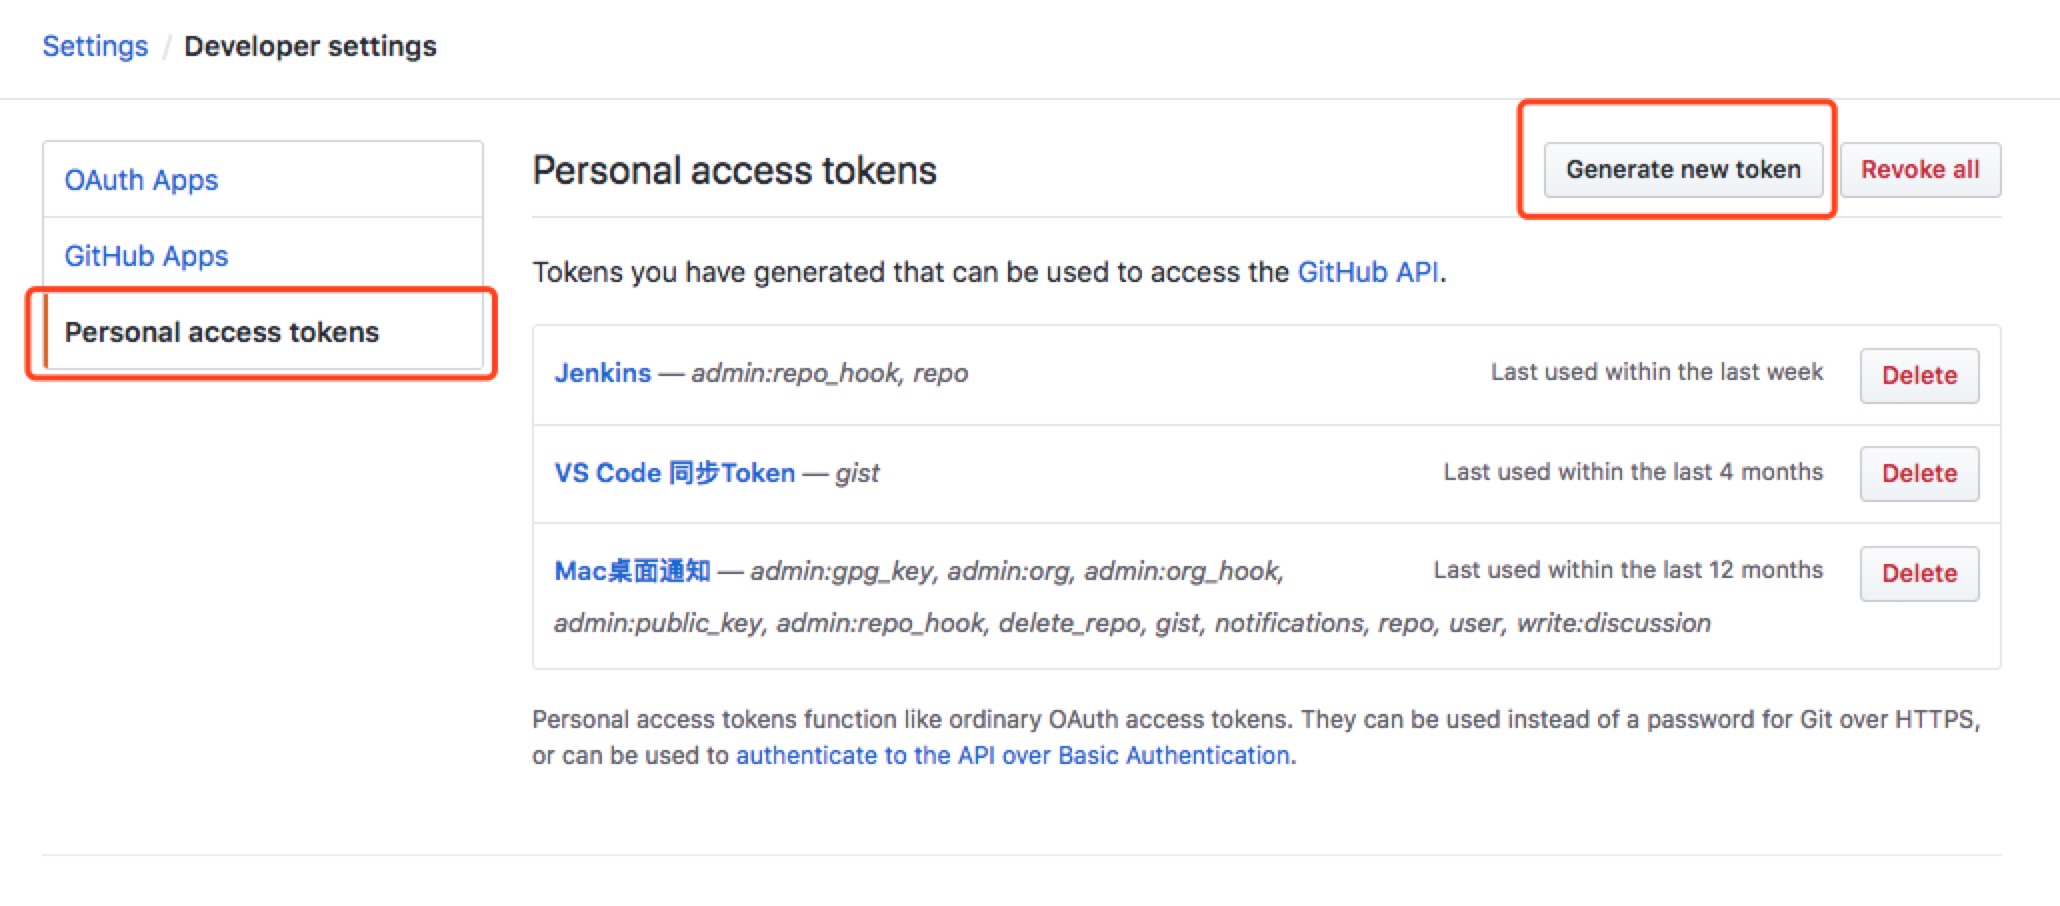 Settings / Developer settings
OAuth Apps
GitHub Apps
Personal access tokens
Personal access tokens
Generate new token
Revoke all
Tokens you have generated that can be used to access the GitHub API.
Jenkins — admin:repo_hook, repo
Last used within the last week
Delete
VS Code 同步Token — gist
Last used within the last 4 months
Delete
Mac桌面通知 — admin:gpg_key, admin:org, admin:org_hook,
admin:public_key, admin:repo_hook, delete_repo, gist, notifications, repo, user, write:discussion
Last used within the last 12 months
Delete
Personal access tokens function like ordinary OAuth access tokens. They can be used instead of a password for Git over HTTPS,
or can be used to authenticate to the API over Basic Authentication.